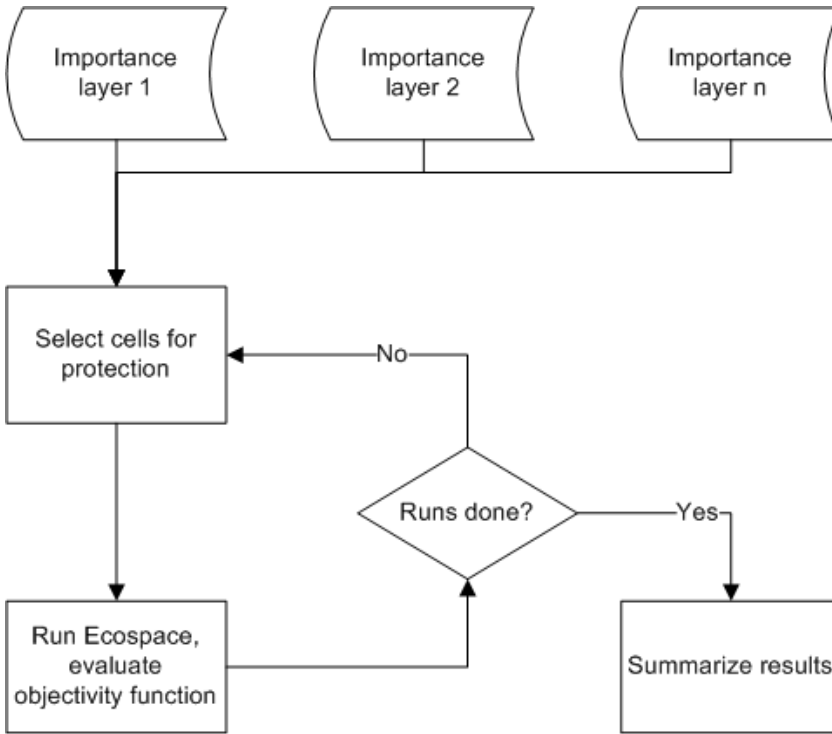 Importance
layer 1
Importance
layer 2
Importance
layer n
Select cells for
protection
No
Runs done?
Yes
Run Ecospace,
evaluate
objectivity function
Summarize results